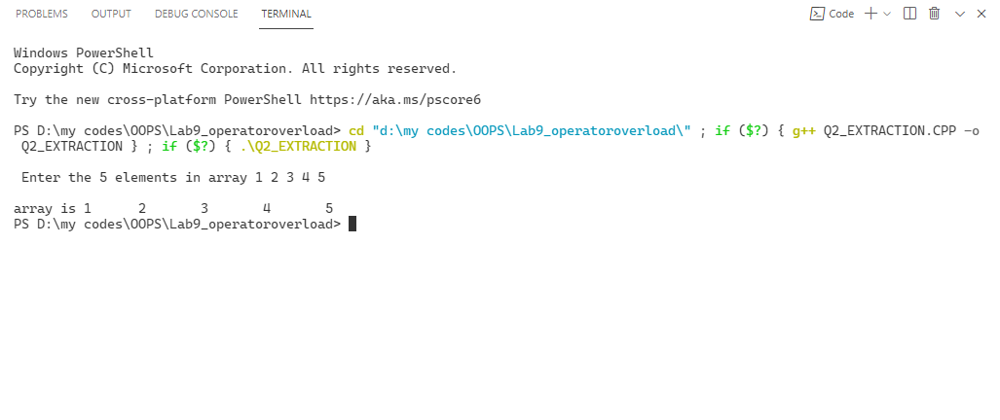 PROBLEMS OUTPUT DEBUG CONSOLE TERMINAL Code
Windows PowerShell
Copyright (C) Microsoft Corporation. All rights reserved.
Try the new cross-platform PowerShell https://aka.ms/pscore6
PS D:\my codes\OOPS\Lab9_operatoroverload> cd "d:\my codes\OOPS\Lab9_operatoroverload\" ; if ($?) { g++ Q2_EXTRACTION.CPP -o
Q2_EXTRACTION } ; if ($?) { .\Q2_EXTRACTION }
Enter the 5 elements in array 1 2 3 4 5
array is 1 2 3 4 5
PS D:\my codes\OOPS\Lab9_operatoroverload>